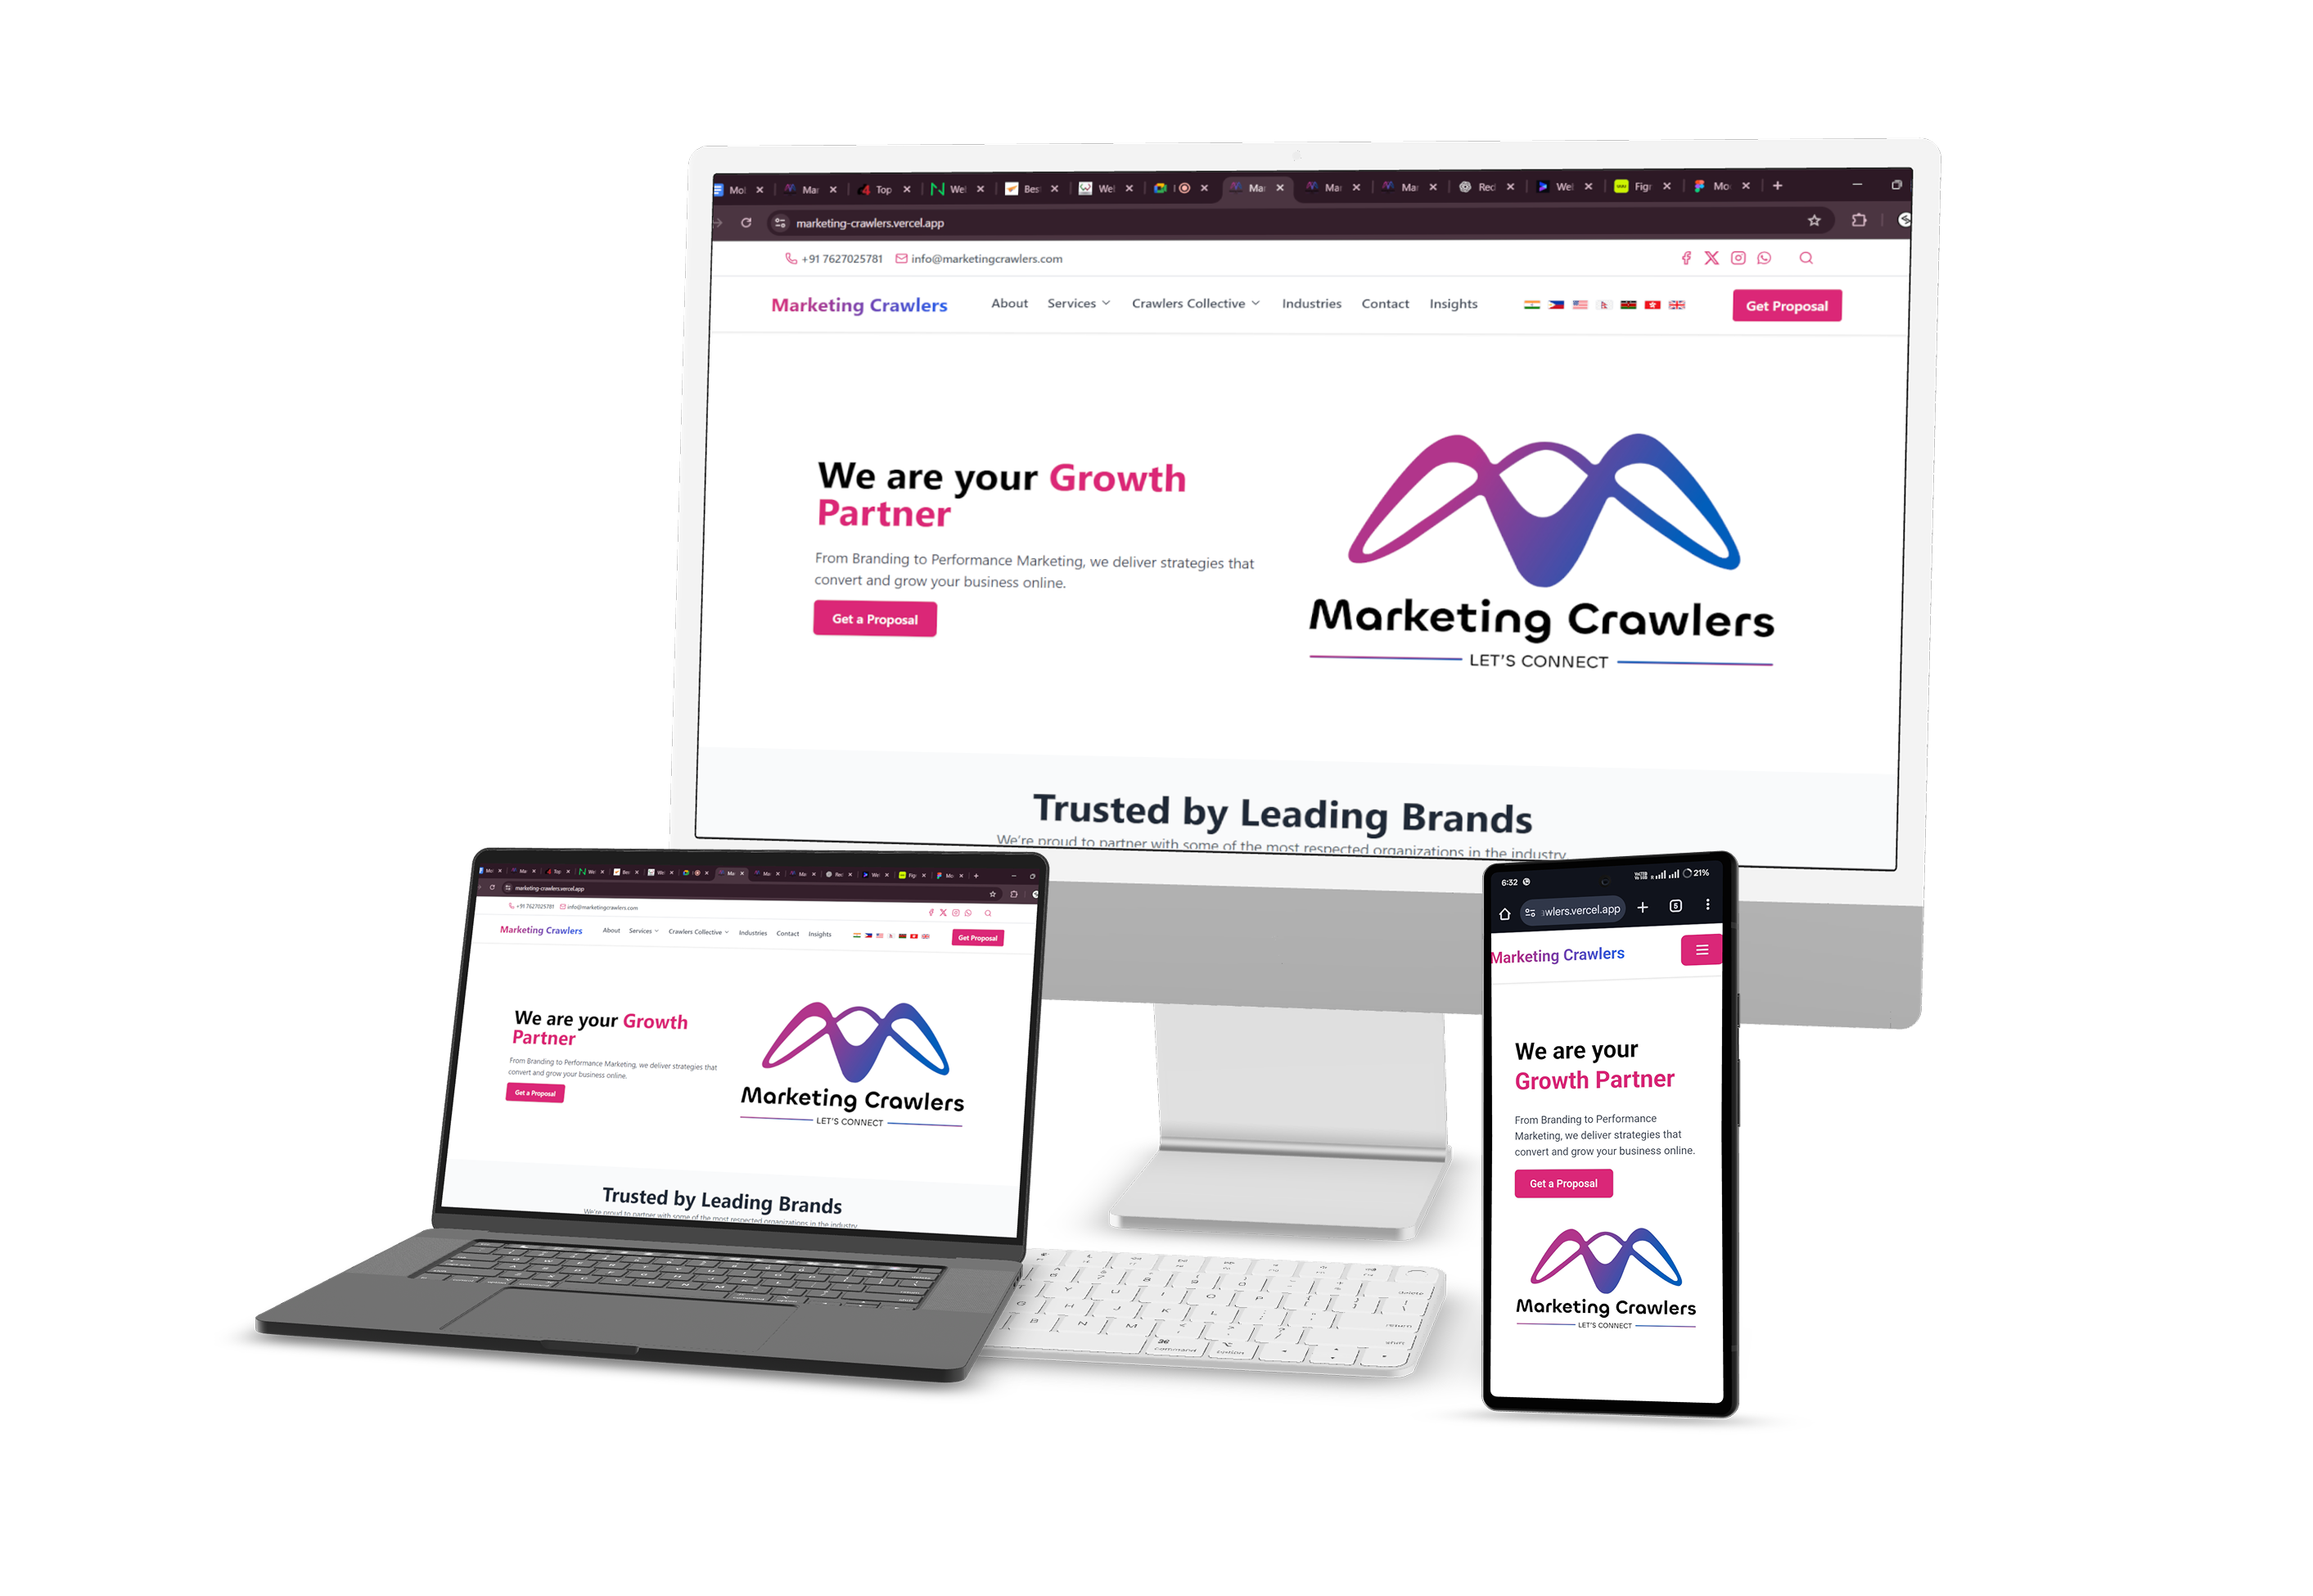 Mol
Mar
Top
Wel
Best
Wel
Mar
Mar
Mar
Red
Wel
Figr
Mo
marketing-crawlers.vercel.app
+91 7627025781
info@marketingcrawlers.com
Marketing Crawlers
About
Services
Crawlers Collective
Industries
Contact
Insights
Get Proposal
We are your Growth
Partner
From Branding to Performance Marketing, we deliver strategies that
convert and grow your business online.
Get a Proposal
Marketing Crawlers
LET'S CONNECT
Trusted by Leading Brands
We're proud to partner with some of the most respected organizations in the industry
marketing-crawlers.vercel.app
+91 7627025781
info@marketingcrawlers.com
Marketing Crawlers
About
Services
Crawlers Collective
Industries
Contact
Insights
Get Proposal
We are your Growth
Partner
From Branding to Performance Marketing, we deliver strategies that
convert and grow your business online.
Get a Proposal
Marketing Crawlers
LET'S CONNECT
Trusted by Leading Brands
We're proud to partner with some of the most respected organizations in the industry
6:32
21%
wlers.vercel.app
5
Marketing Crawlers
We are your
Growth Partner
From Branding to Performance
Marketing, we deliver strategies that
convert and grow your business online.
Get a Proposal
Marketing Crawlers
LET'S CONNECT
delete
return
shift
command
option